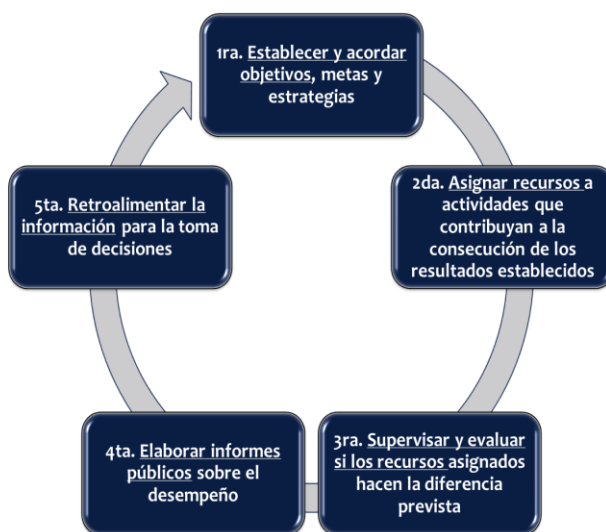 1ra. Establecer y acordar
objetivos, metas y
estrategias
2da. Asignar recursos a
actividades que
contribuyan a la
consecución de los
resultados establecidos
3ra. Supervisar y evaluar
si los recursos asignados
hacen la diferencia
prevista
4ta. Elaborar informes
públicos sobre el
desempeño
5ta. Retroalimentar la
información para la toma
de decisiones